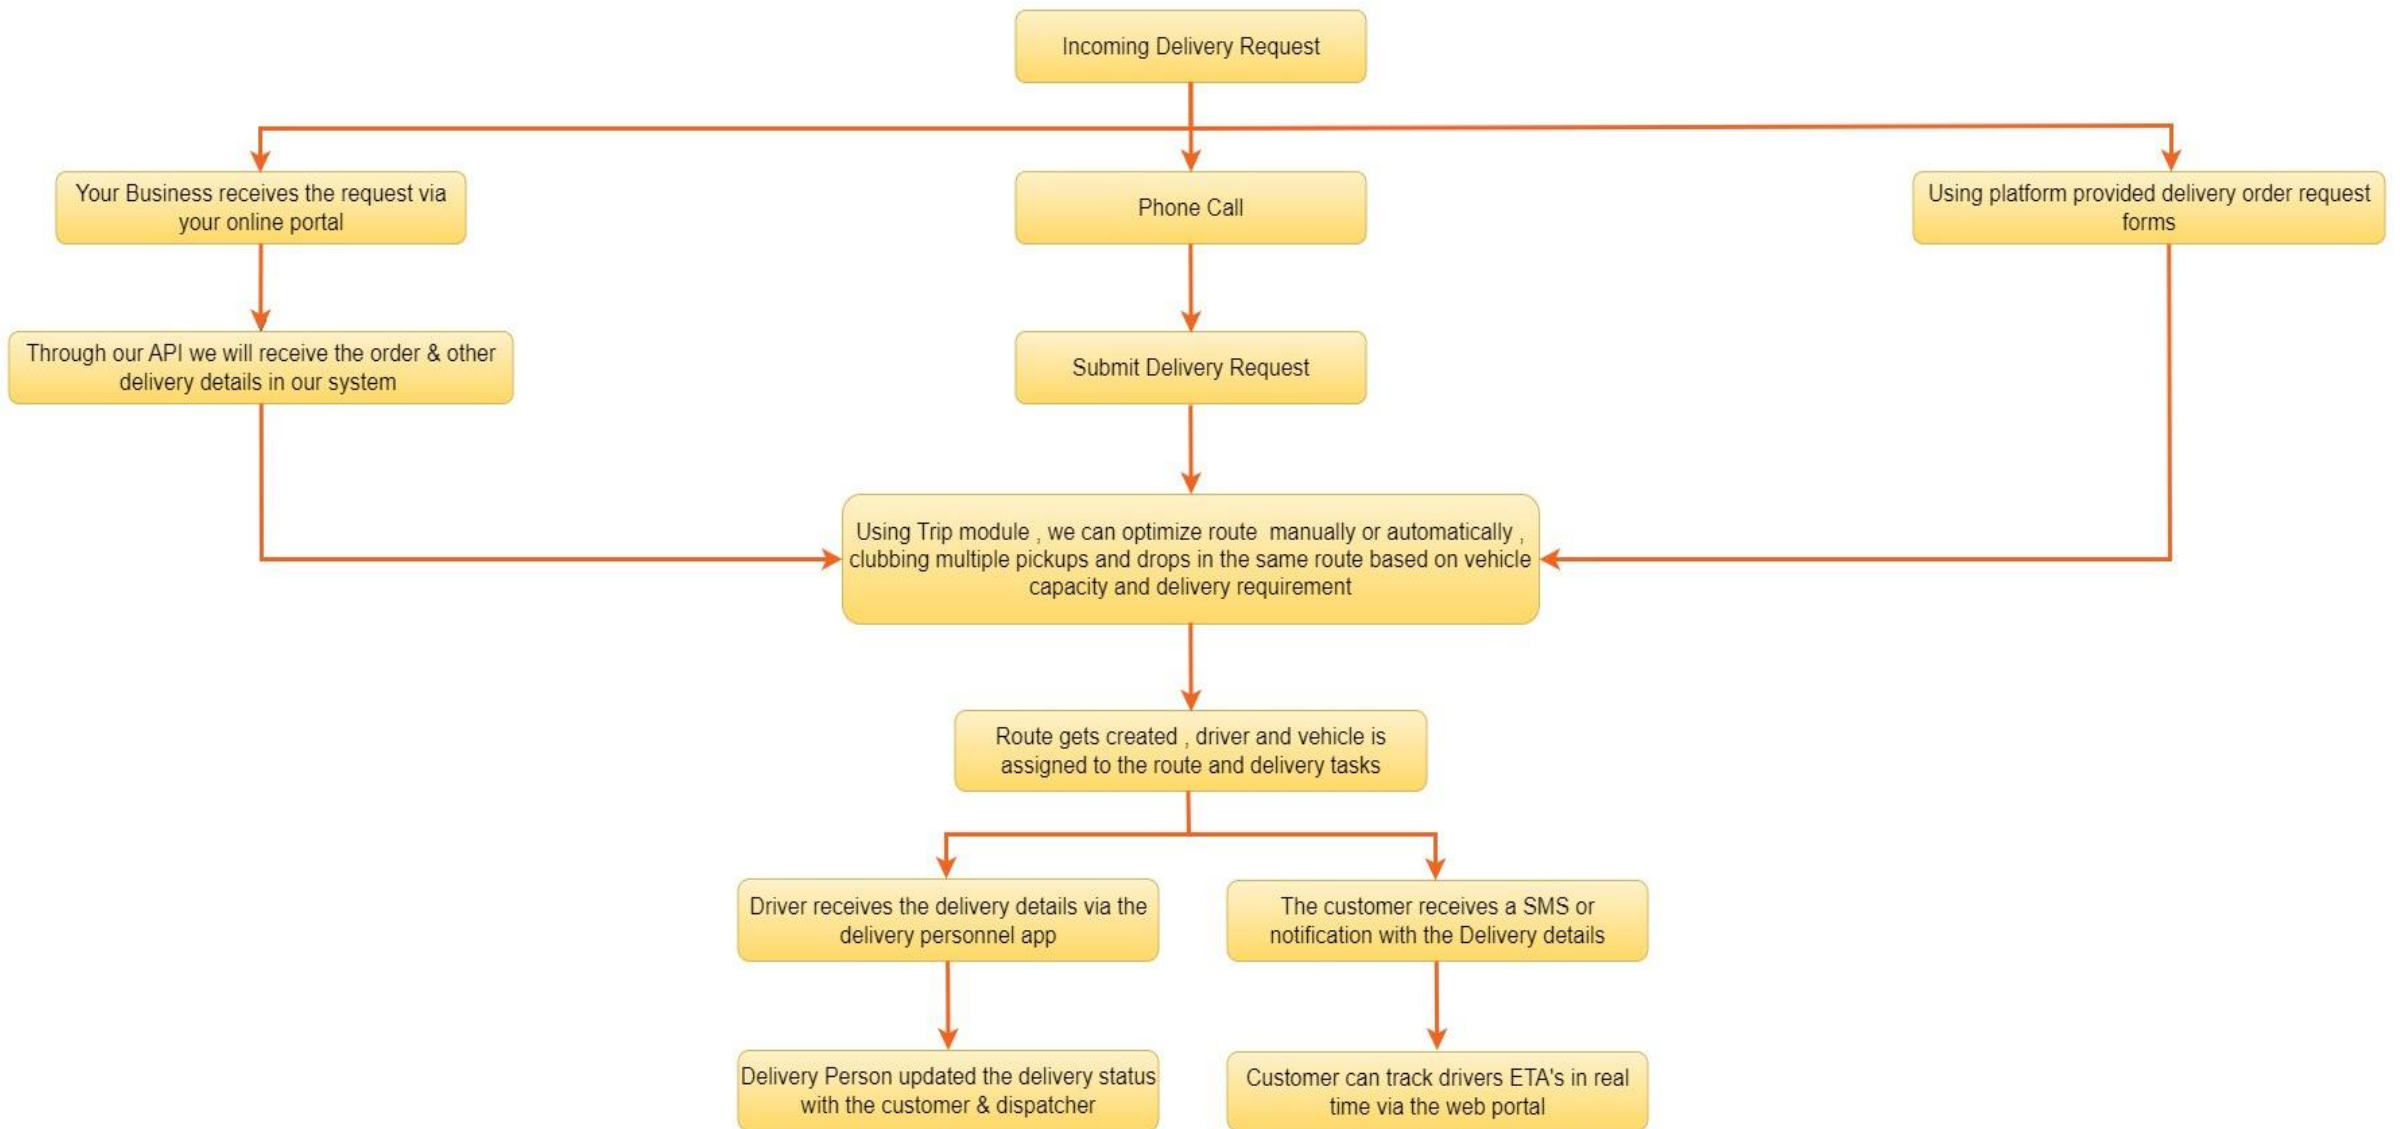 Incoming Delivery Request
Your Business receives the request via
your online portal
Phone Call
Using platform provided delivery order request
forms
Through our API we will receive the order & other
delivery details in our system
Submit Delivery Request
Using Trip module , we can optimize route  manually or automatically ,
clubbing multiple pickups and drops in the same route based on vehicle
capacity and delivery requirement
Route gets created , driver and vehicle is
assigned to the route and delivery tasks
Driver receives the delivery details via the
delivery personnel app
The customer receives a SMS or
notification with the Delivery details
Delivery Person updated the delivery status
with the customer & dispatcher
Customer can track drivers ETA's in real
time via the web portal